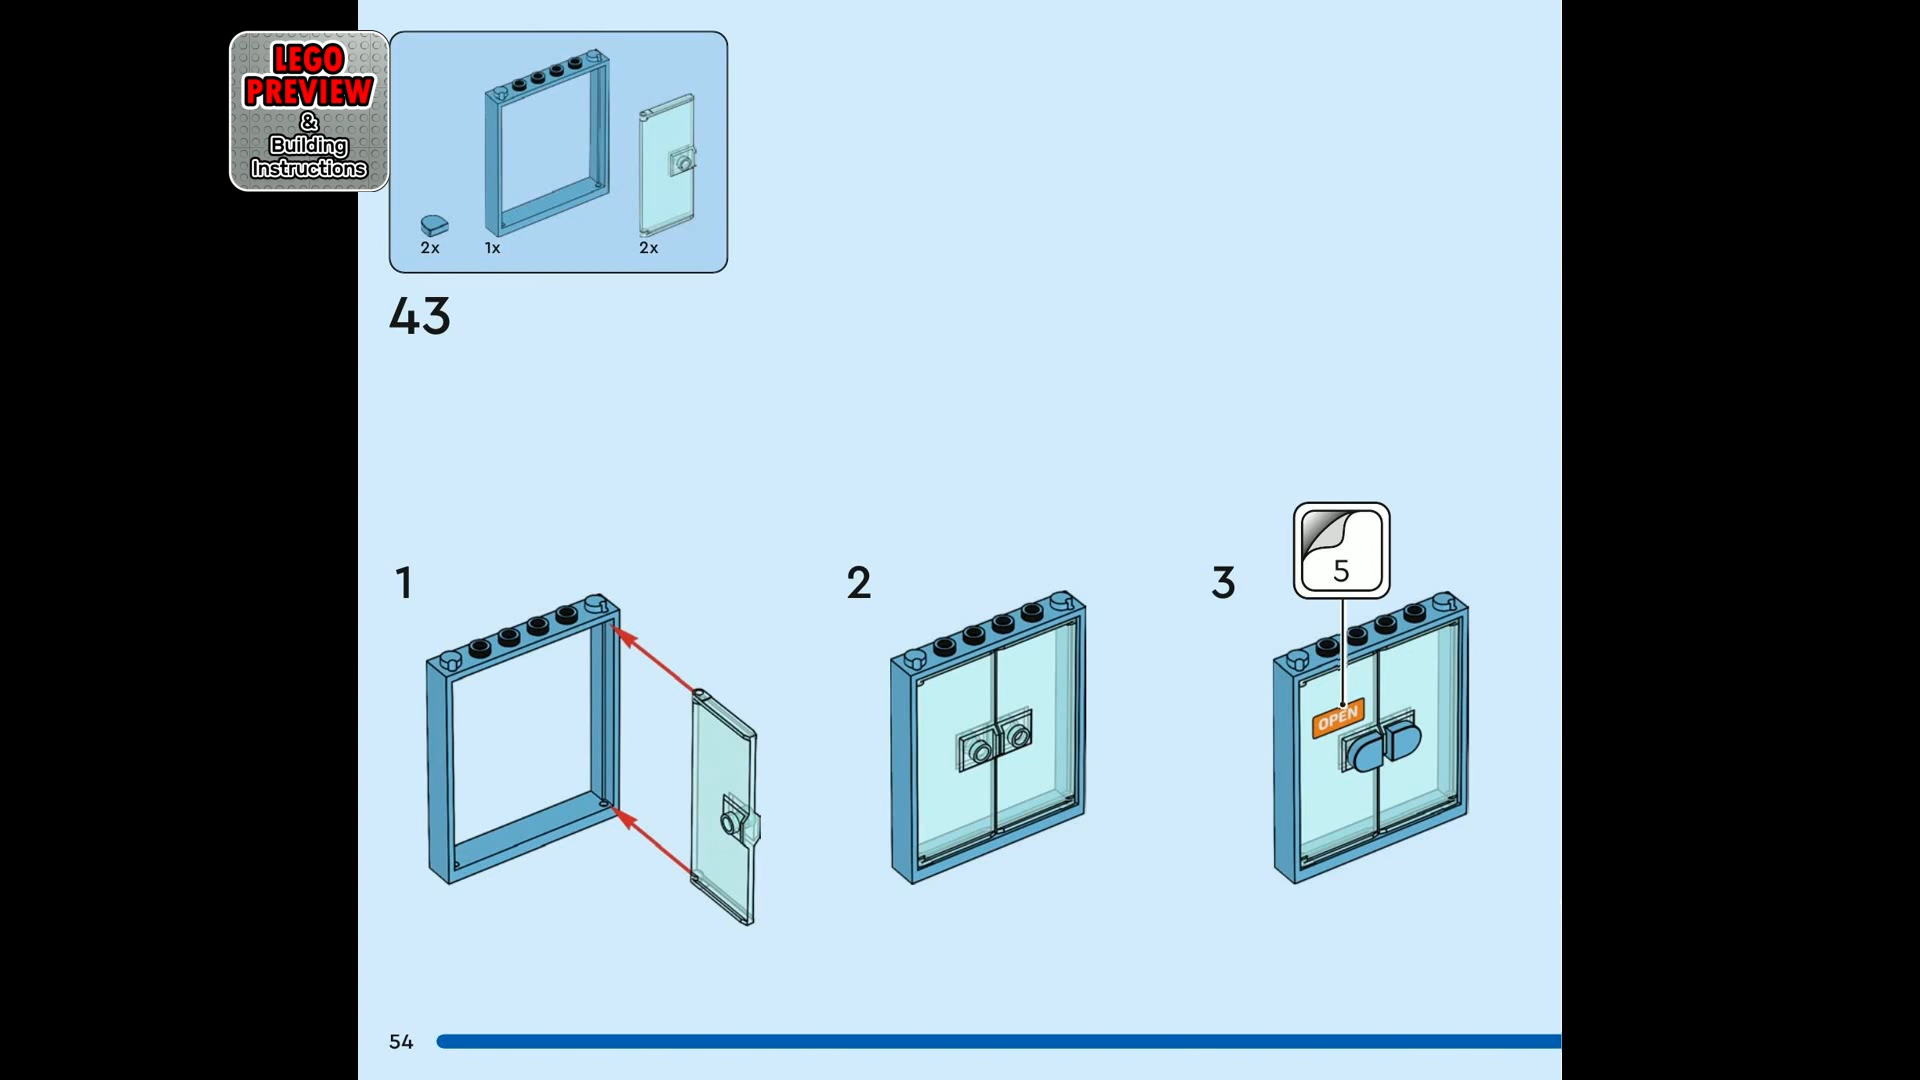 LEGO
PREVIEW
&
Building
Instructions
2x
1x
2x
43
1
2
3
5
OPEN
54